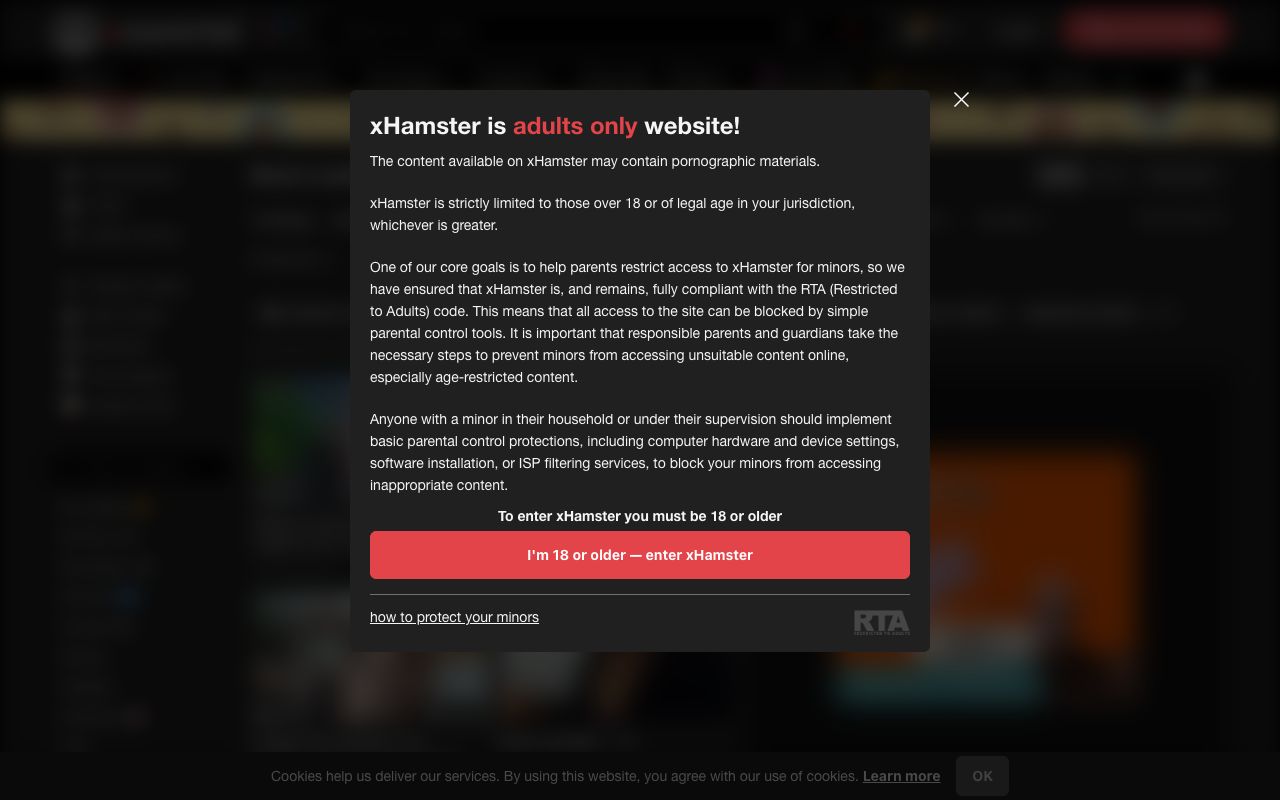 xHamster is adults only website!
The content available on xHamster may contain pornographic materials.
xHamster is strictly limited to those over 18 or of legal age in your jurisdiction,
whichever is greater.
One of our core goals is to help parents restrict access to xHamster for minors, so we
have ensured that xHamster is, and remains, fully compliant with the RTA (Restricted
to Adults) code. This means that all access to the site can be blocked by simple
parental control tools. It is important that responsible parents and guardians take the
necessary steps to prevent minors from accessing unsuitable content online,
especially age-restricted content.
Anyone with a minor in their household or under their supervision should implement
basic parental control protections, including computer hardware and device settings,
software installation, or ISP filtering services, to block your minors from accessing
inappropriate content.
To enter xHamster you must be 18 or older
I'm 18 or older — enter xHamster
how to protect your minors
RTA
RESTRICTED TO ADULTS
Cookies help us deliver our services. By using this website, you agree with our use of cookies. Learn more
OK